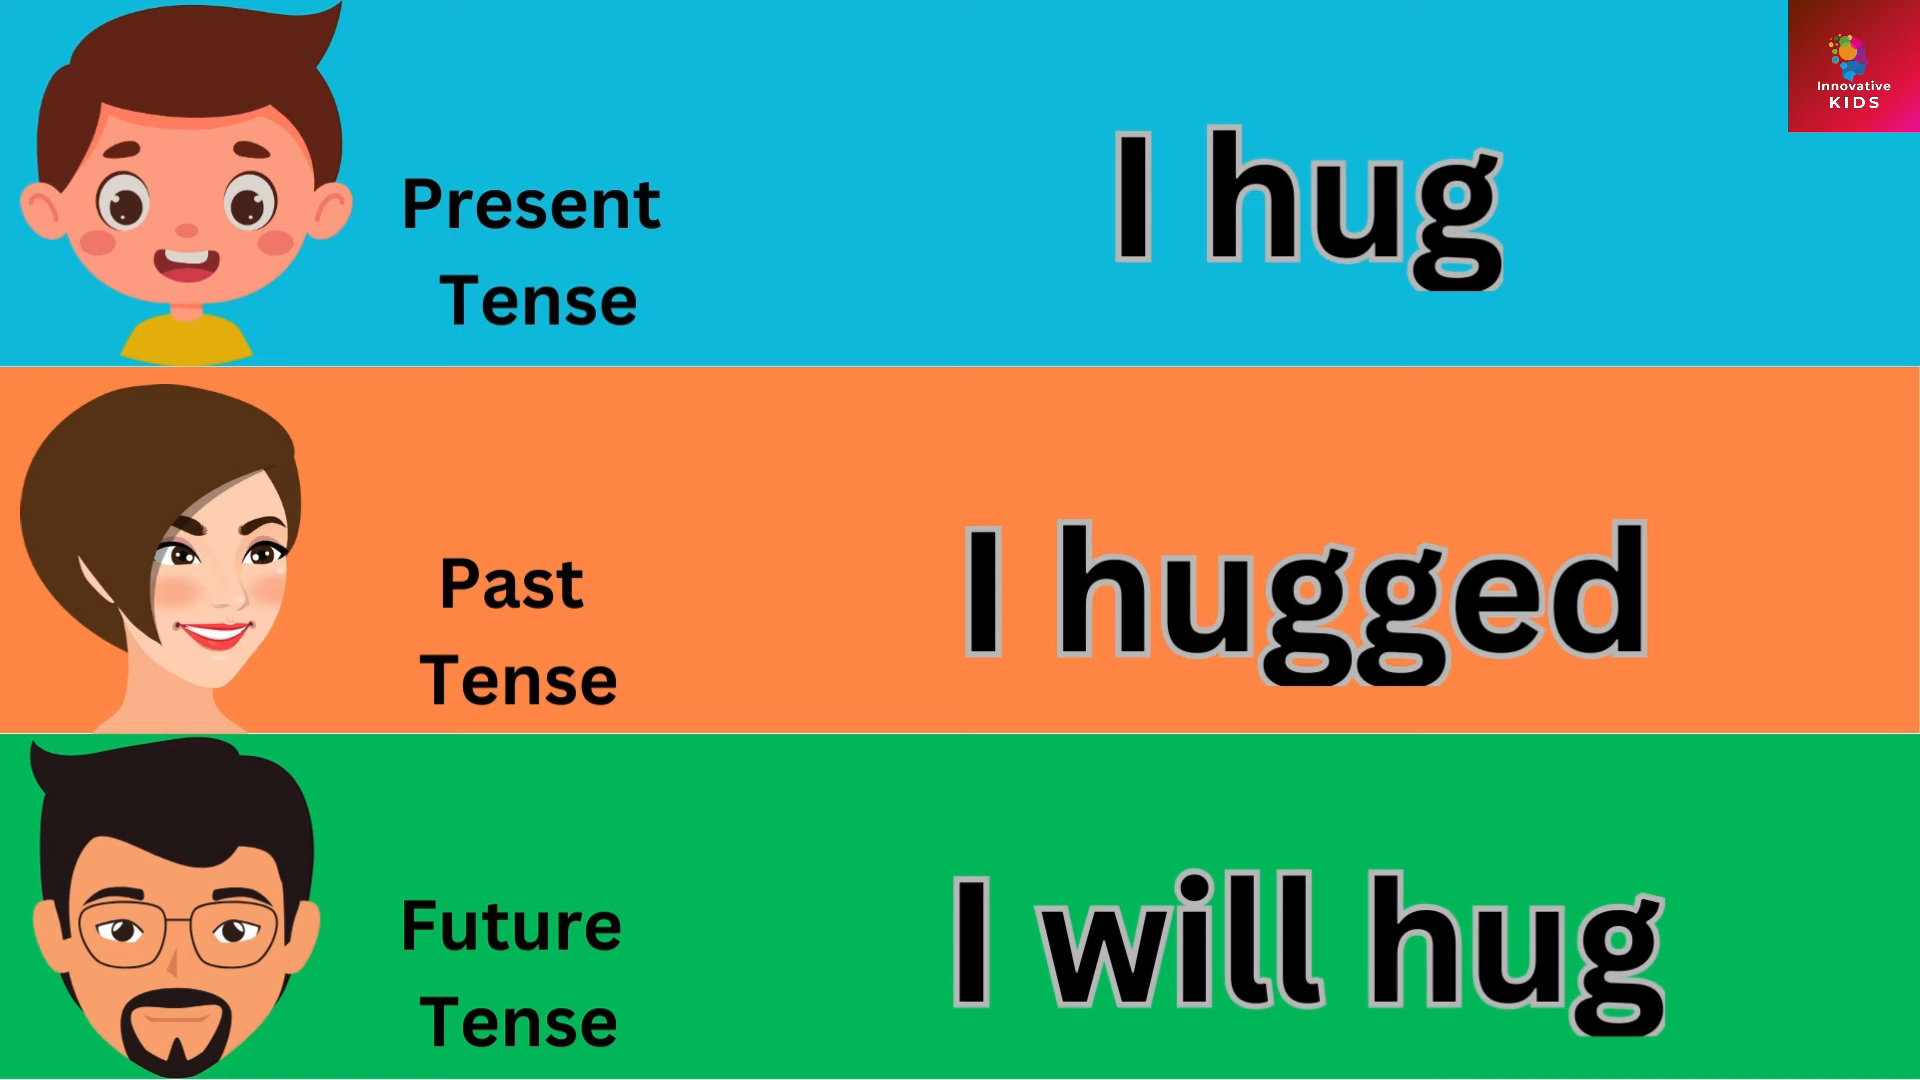 Innovative
KIDS
Present
Tense
I hug
Past
Tense
I hugged
Future
Tense
I will hug